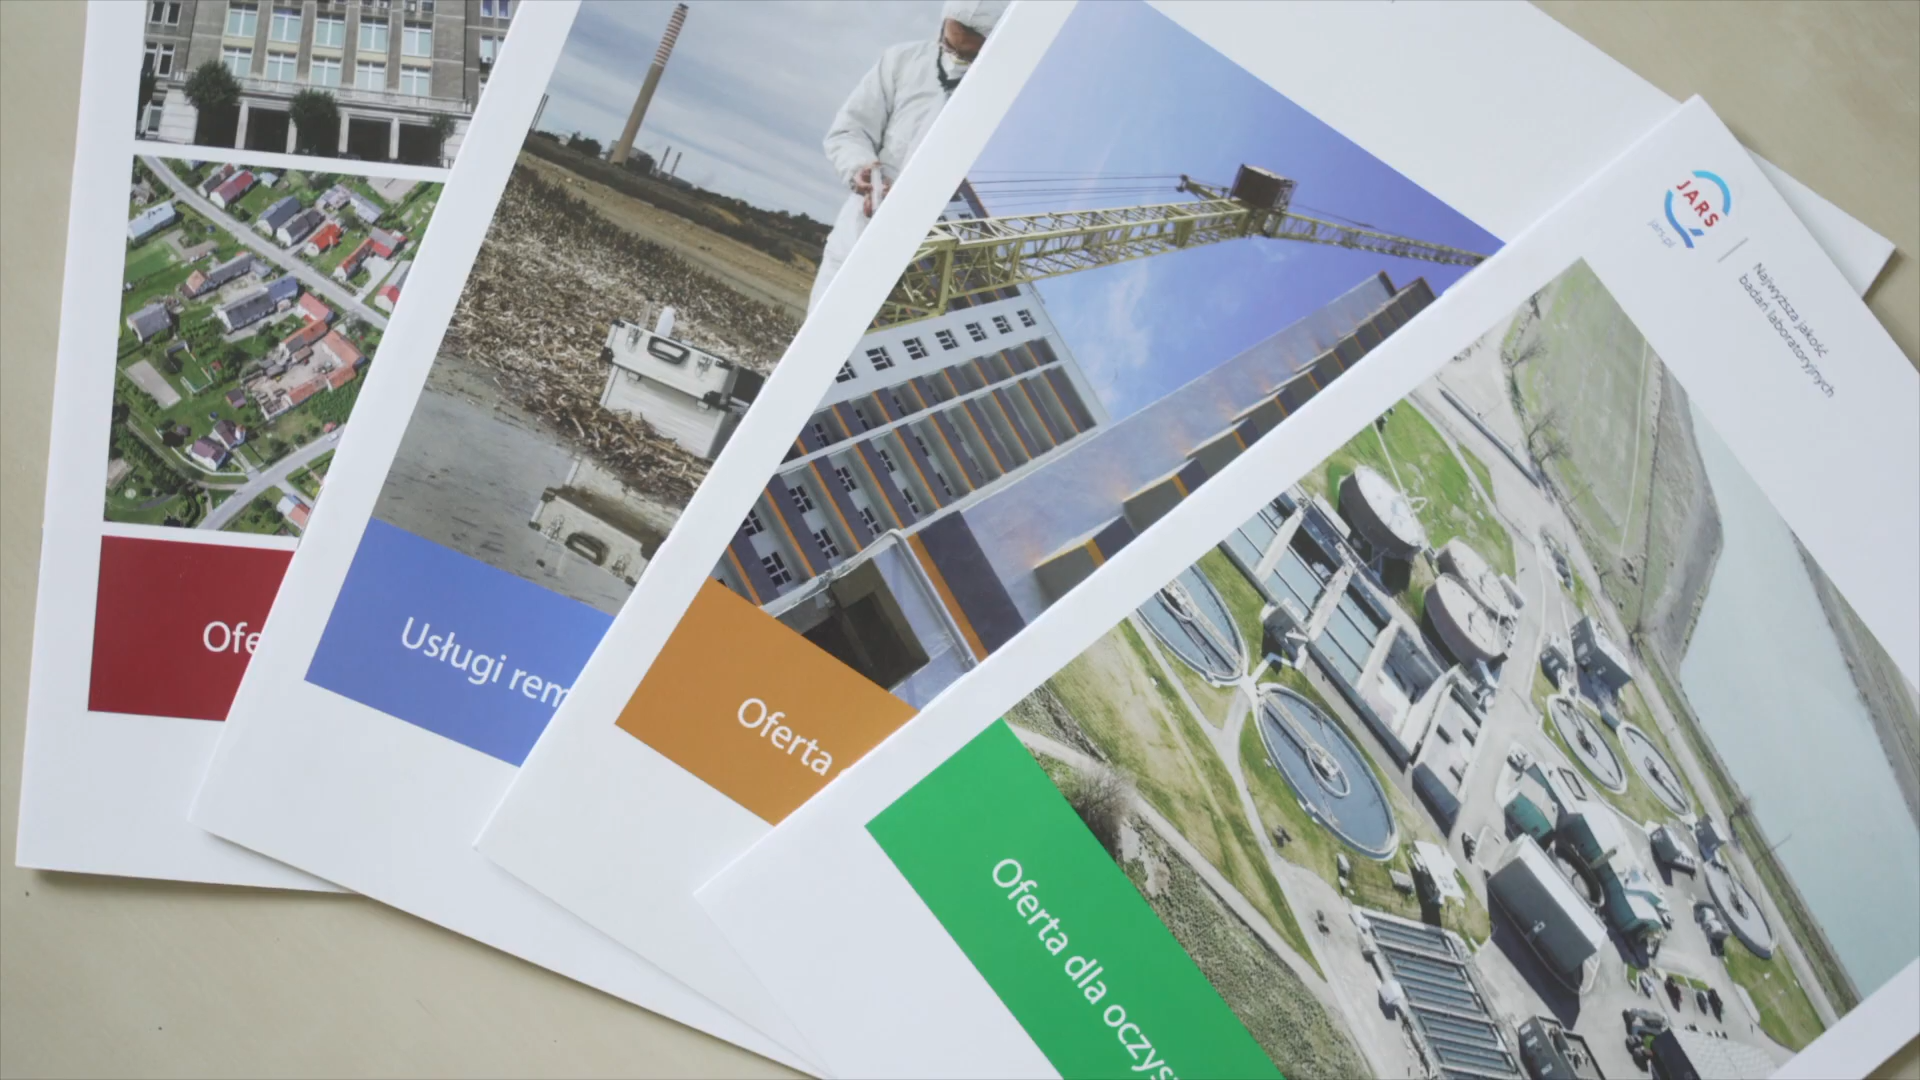 JARS
jars.pl
Najwyższa jakość
badań laboratoryjnych
Ofe
Usługi rem
Oferta
Oferta dla oczys